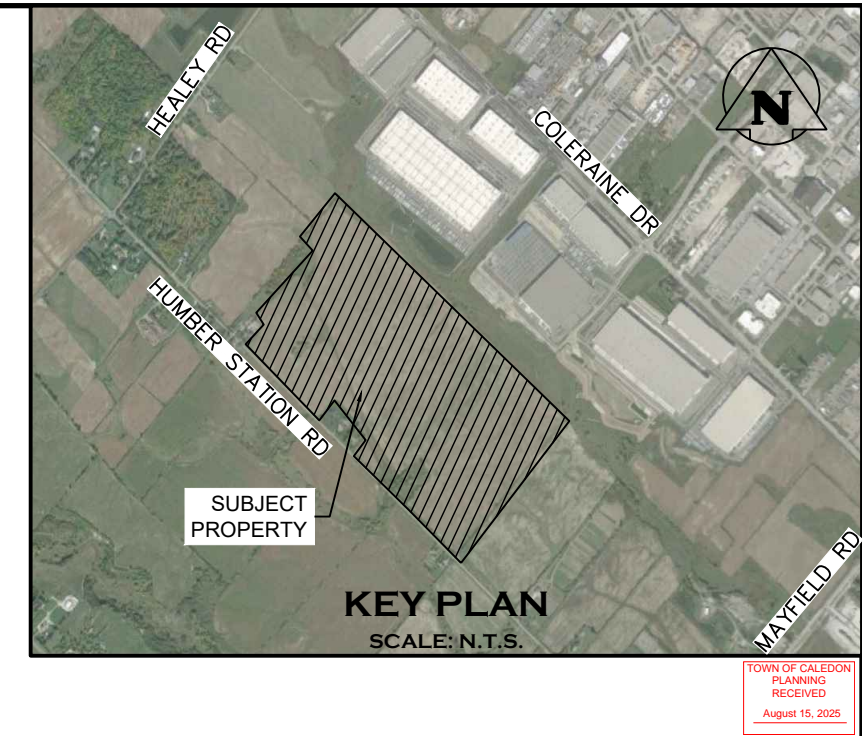 HEALEY RD
N
COLERAINE DR
HUMBER STATION RD
SUBJECT
PROPERTY
MAYFIELD RD
KEY PLAN
SCALE: N.T.S.
TOWN OF CALEDON
PLANNING
RECEIVED
August 15, 2025